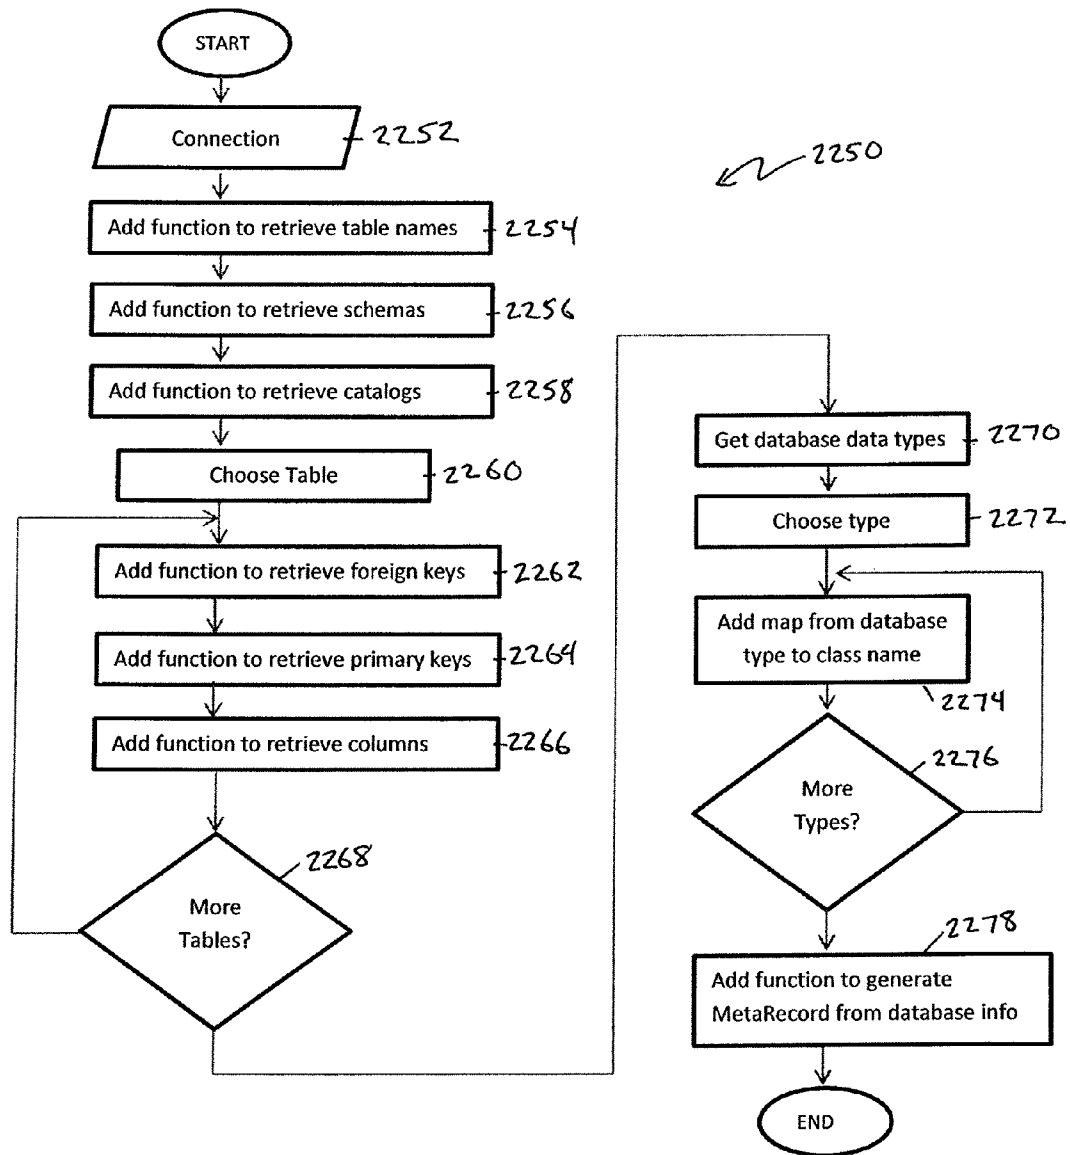 START
Connection
2252
2250
Add function to retrieve table names
2254
Add function to retrieve schemas
2256
Add function to retrieve catalogs
2258
Choose Table
2260
Add function to retrieve foreign keys
2262
Add function to retrieve primary keys
2264
Add function to retrieve columns
2266
2268
More
Tables?
Get database data types
2270
Choose type
2272
Add map from database
type to class name
2274
2276
More
Types?
2278
Add function to generate
MetaRecord from database info
END